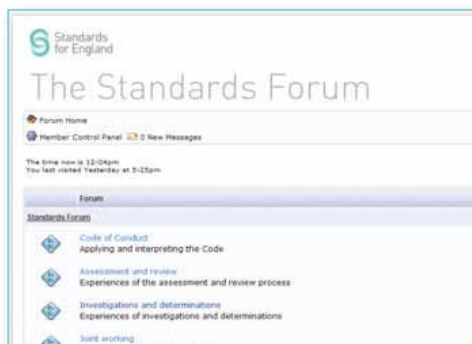 Standards
for England
The Standards Forum
Forum Home
Member Control Panel 0 New Messages
The time now is 12:04pm
You last visited Yesterday at 5:25pm
Forum
Standards Forum
Code of Conduct
Applying and interpreting the Code
Assessment and review
Experiences of the assessment and review process
Investigations and determinations
Experiences of investigations and determinations
Joint working